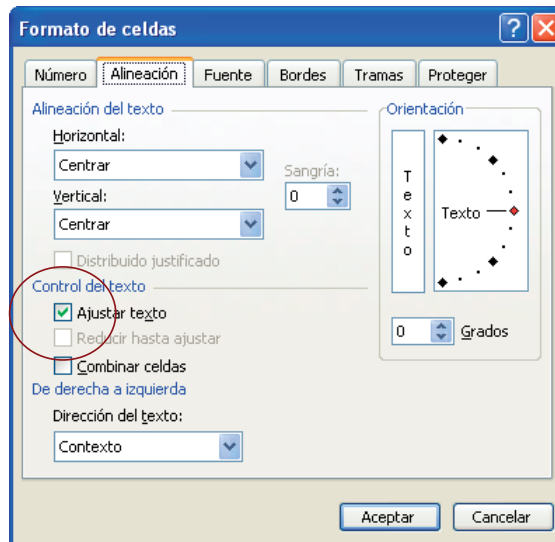 Formato de celdas
Número Alineación Fuente Bordes Tramas Proteger
Alineación del texto
Horizontal:
Centrar
Sangría:
0
Vertical:
Centrar
Distribuido justificado
Control del texto
Ajustar texto
Reducir hasta ajustar
Combinar celdas
De derecha a izquierda
Dirección del texto:
Contexto
Orientación
Texto
Texto
0 Grados
Aceptar Cancelar